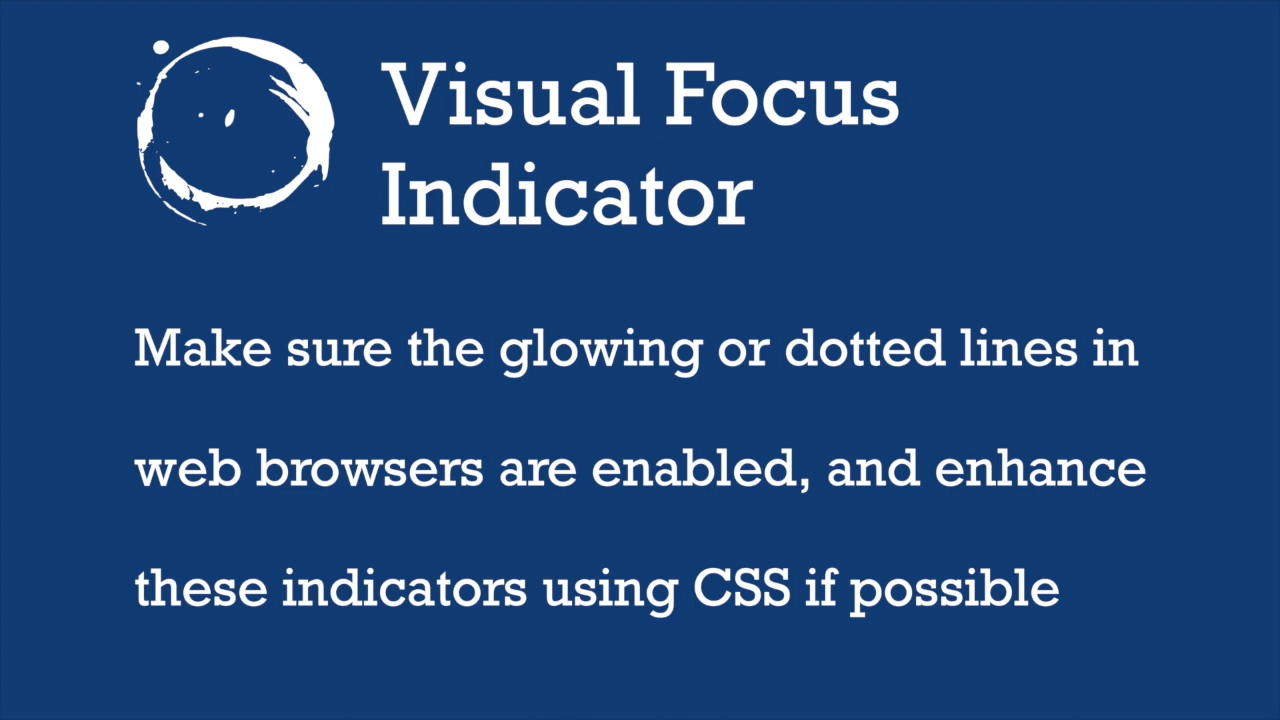 Visual Focus
Indicator
Make sure the glowing or dotted lines in
web browsers are enabled, and enhance
these indicators using CSS if possible